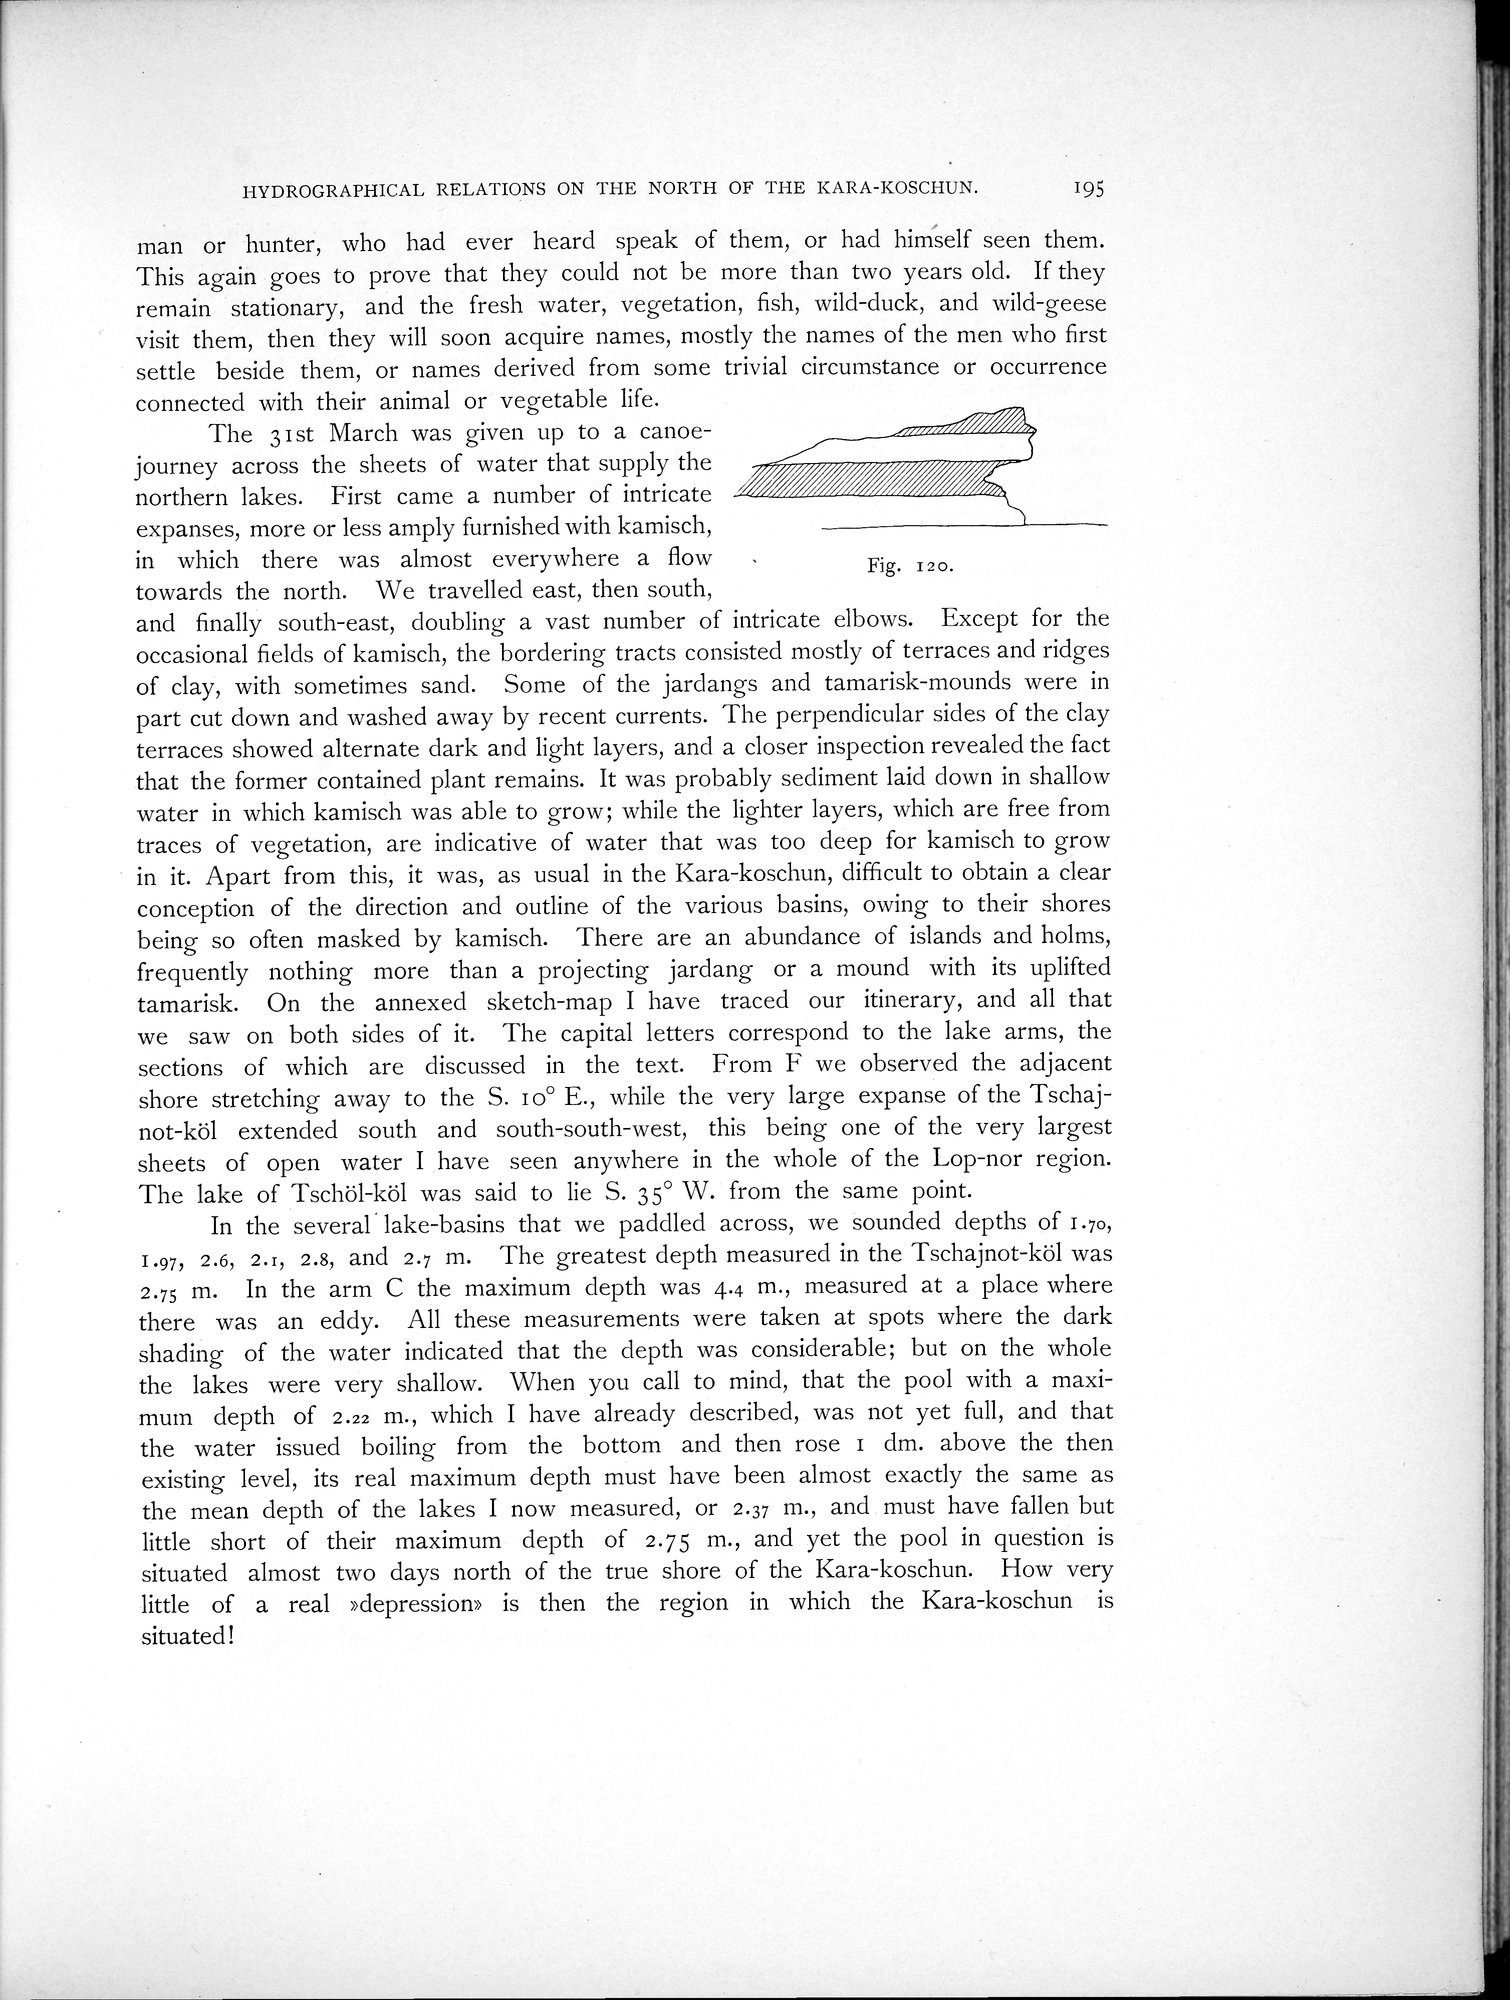 HYDROGRAPHICAL RELATIONS ON THE NORTH OF THE KARA-KOSCHUN. 195
man or hunter, who had ever heard speak of them, or had himself seen them.
This again goes to prove that they could not be more than two years old. If they
remain stationary, and the fresh water, vegetation, fish, wild-duck, and wild-geese
visit them, then they will soon acquire names, mostly the names of the men who first
settle beside them, or names derived from some trivial circumstance or occurrence
connected with their animal or vegetable life.
The 31st March was given up to a canoe-
journey across the sheets of water that supply the
northern lakes. First came a number of intricate
expanses, more or less amply furnished with kamisch,
in which there was almost everywhere a flow
towards the north. We travelled east, then south,
Fig. 120.
and finally south-east, doubling a vast number of intricate elbows. Except for the
occasional fields of kamisch, the bordering tracts consisted mostly of terraces and ridges
of clay, with sometimes sand. Some of the jardangs and tamarisk-mounds were in
part cut down and washed away by recent currents. The perpendicular sides of the clay
terraces showed alternate dark and light layers, and a closer inspection revealed the fact
that the former contained plant remains. It was probably sediment laid down in shallow
water in which kamisch was able to grow; while the lighter layers, which are free from
traces of vegetation, are indicative of water that was too deep for kamisch to grow
in it. Apart from this, it was, as usual in the Kara-koschun, difficult to obtain a clear
conception of the direction and outline of the various basins, owing to their shores
being so often masked by kamisch. There are an abundance of islands and holms,
frequently nothing more than a projecting jardang or a mound with its uplifted
tamarisk. On the annexed sketch-map I have traced our itinerary, and all that
we saw on both sides of it. The capital letters correspond to the lake arms, the
sections of which are discussed in the text. From F we observed the adjacent
shore stretching away to the S. 10° E., while the very large expanse of the Tschaj-
not-köl extended south and south-south-west, this being one of the very largest
sheets of open water I have seen anywhere in the whole of the Lop-nor region.
The lake of Tschöl-köl was said to lie S. 35° W. from the same point.
In the several lake-basins that we paddled across, we sounded depths of 1.70,
1.97, 2.6, 2.1, 2.8, and 2.7 m. The greatest depth measured in the Tschajnot-köl was
2.75 m. In the arm C the maximum depth was 4.4 m., measured at a place where
there was an eddy. All these measurements were taken at spots where the dark
shading of the water indicated that the depth was considerable; but on the whole
the lakes were very shallow. When you call to mind, that the pool with a maxi-
mum depth of 2.22 m., which I have already described, was not yet full, and that
the water issued boiling from the bottom and then rose 1 dm. above the then
existing level, its real maximum depth must have been almost exactly the same as
the mean depth of the lakes I now measured, or 2.37 m., and must have fallen but
little short of their maximum depth of 2.75 m., and yet the pool in question is
situated almost two days north of the true shore of the Kara-koschun. How very
little of a real »depression» is then the region in which the Kara-koschun is
situated!